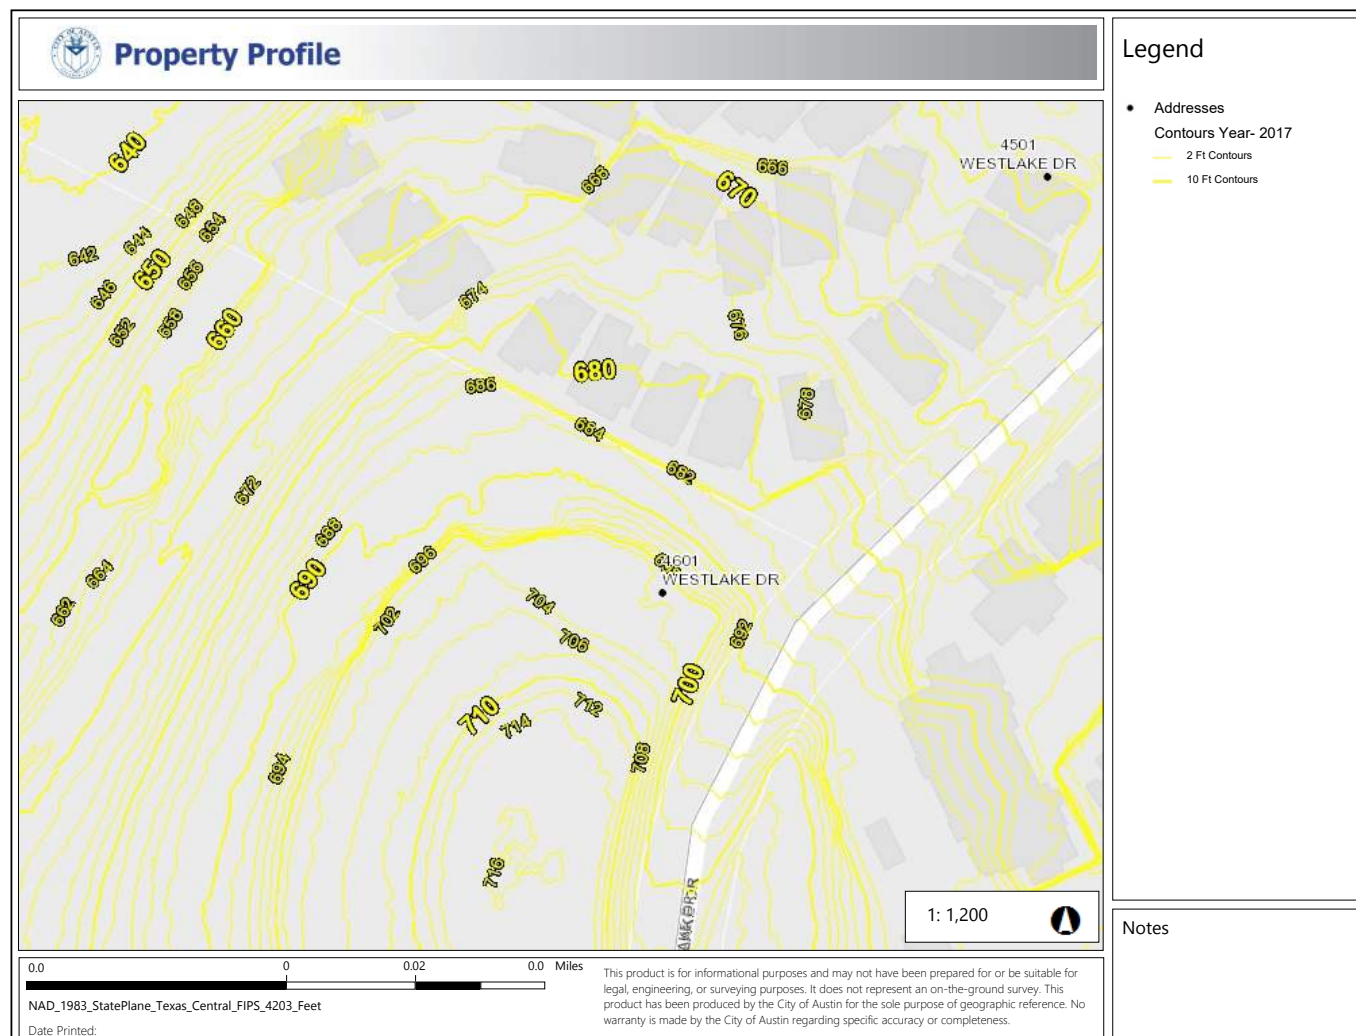 Property Profile
Legend
Addresses
Contours Year- 2017
2 Ft Contours
10 Ft Contours
640
4501
WESTLAKE DR
666
668
670
648
654
644
642
650
656
646
652
658
660
674
676
680
686
678
684
682
672
688
690
696
664
662
702
4601
WESTLAKE DR
704
706
692
700
710
714
712
708
694
716
1: 1,200
Notes
0.0 0 0.02 0.0 Miles
NAD_1983_StatePlane_Texas_Central_FIPS_4203_Feet
Date Printed:
This product is for informational purposes and may not have been prepared for or be suitable for
legal, engineering, or surveying purposes. It does not represent an on-the-ground survey. This
product has been produced by the City of Austin for the sole purpose of geographic reference. No
warranty is made by the City of Austin regarding specific accuracy or completeness.